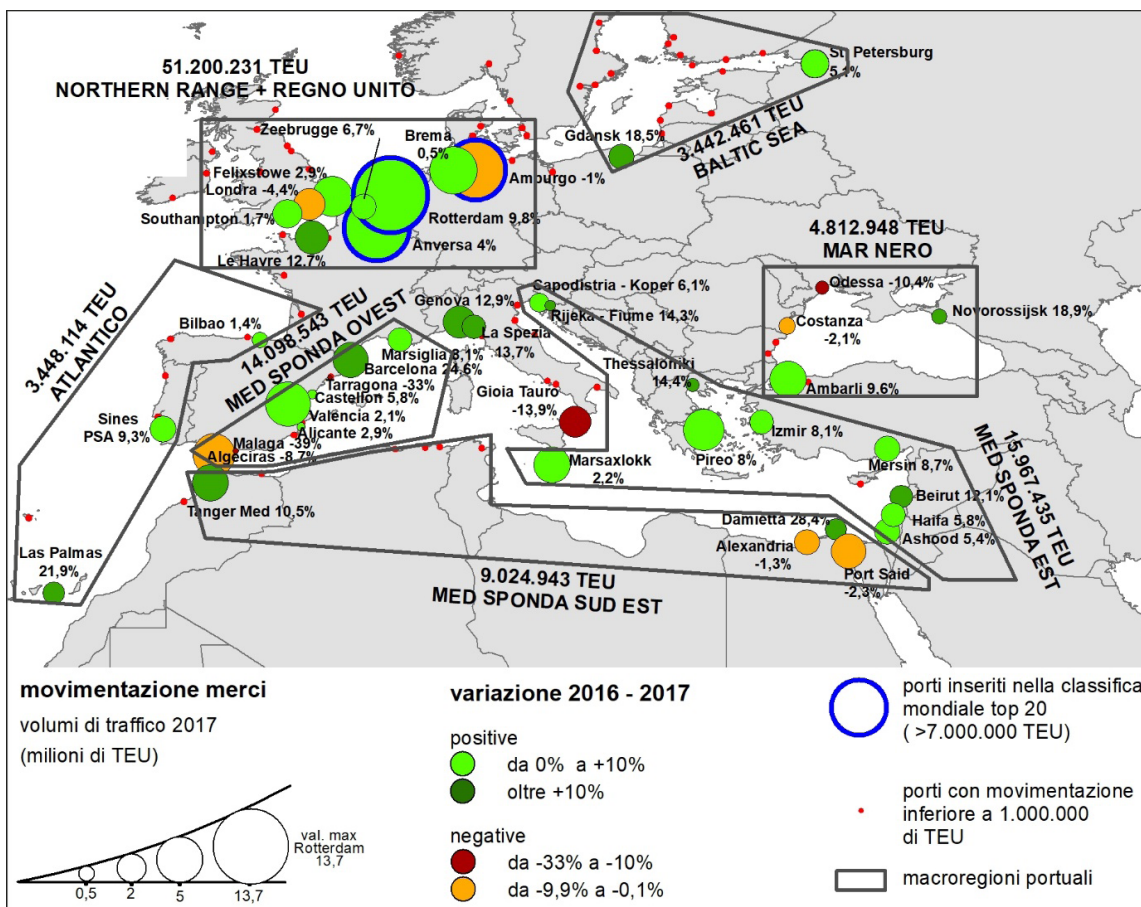 51.200.231 TEU
NORTHERN RANGE + REGNO UNITO
Zeebrugge 6,7%
Brema
0,5%
Felixstowe 2,9%
Londra -4,4%
Southampton 1,7%
Le Havre 12,7%
Amburgo -1%
Rotterdam 9,8%
Anversa 4%
St Petersburg
5,1%
Gdansk 18,5%
3.442.461 TEU
BALTIC SEA
4.812.948 TEU
MAR NERO
Odessa -10,4%
Costanza
-2,1%
Novorossijsk 18,9%
Ambarli 9.6%
3.448.114 TEU
ATLANTICO
Bilbao 1,4%
Sines
PSA 9,3%
Las Palmas
21,9%
14.098.543 TEU
MED SPONDA OVEST
Genova 12,9%
La Spezia
13,7%
Marsiglia 8,1%
Barcelona 24,6%
Tarragona -33%
Castellon 5,8%
Valencia 2,1%
Alicante 2,9%
Malaga -39%
Algeciras -8,7%
Capodistria - Koper 6,1%
Rijeka - Fiume 14,3%
Thessaloniki
14,4%
Gioia Tauro
-13,9%
Marsaxlokk
2,2%
Pireo 8%
Izmir 8,1%
Mersin 8,7%
Beirut 12,1%
Haifa 5,8%
Ashood 5,4%
15.967.435 TEU
MED SPONDA EST
Tanger Med 10,5%
Damietta 28,4%
Alexandria
-1,3%
Port Said
-2,3%
9.024.943 TEU
MED SPONDA SUD EST
movimentazione merci
volumi di traffico 2017
(milioni di TEU)
val. max
Rotterdam
13,7
0,5 2 5 13,7
variazione 2016 - 2017
positive
da 0% a +10%
oltre +10%
negative
da -33% a -10%
da -9,9% a -0,1%
porti inseriti nella classifica
mondiale top 20
( >7.000.000 TEU)
porti con movimentazione
inferiore a 1.000.000
di TEU
macroregioni portuali